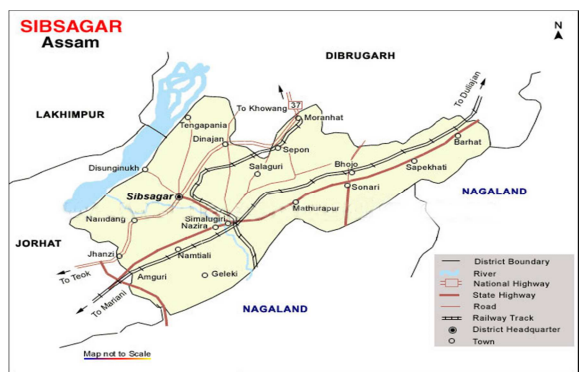 SIBSAGAR
Assam
N
DIBRUGARH
LAKHIMPUR
To Duliajan
To Khowang
37
Moranhat
Tengapania
Dinajan
Sepon
Barhat
Disunginukh
Salaguri
Bhojo
Sapekhati
Sonari
NAGALAND
Sibsagar
Mathurapur
Namdang
Simaluguri
Nazira
JORHAT
Jhanzi
Namtiali
To Teok
Amguri
Geleki
To Mariani
NAGALAND
District Boundary
River
National Highway
State Highway
Road
Railway Track
District Headquarter
Town
Map not to Scale